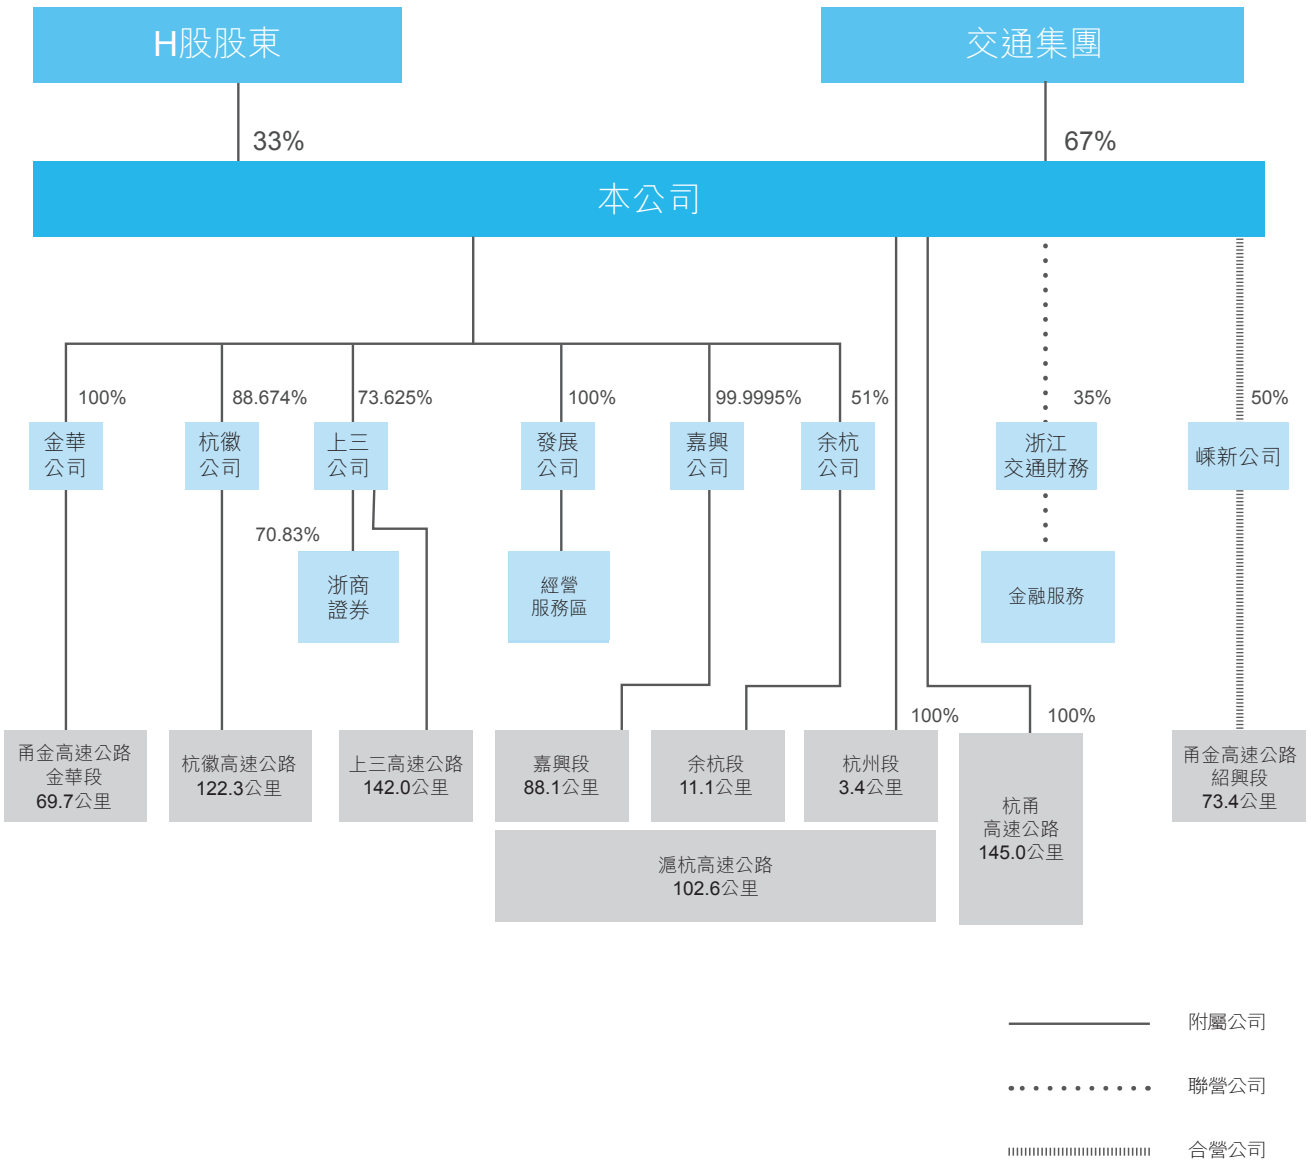 H股股東
交通集團
33%
67%
本公司
100%
88.674%
73.625%
100%
99.9995%
51%
35%
50%
金華
公司
杭徽
公司
上三
公司
發展
公司
嘉興
公司
余杭
公司
浙江
交通財務
嵊新公司
70.83%
浙商
證券
經營
服務區
金融服務
100%
100%
甬金高速公路
金華段
69.7公里
杭徽高速公路
122.3公里
上三高速公路
142.0公里
嘉興段
88.1公里
余杭段
11.1公里
杭州段
3.4公里
杭甬
高速公路
145.0公里
甬金高速公路
紹興段
73.4公里
滬杭高速公路
102.6公里
附屬公司
聯營公司
合營公司